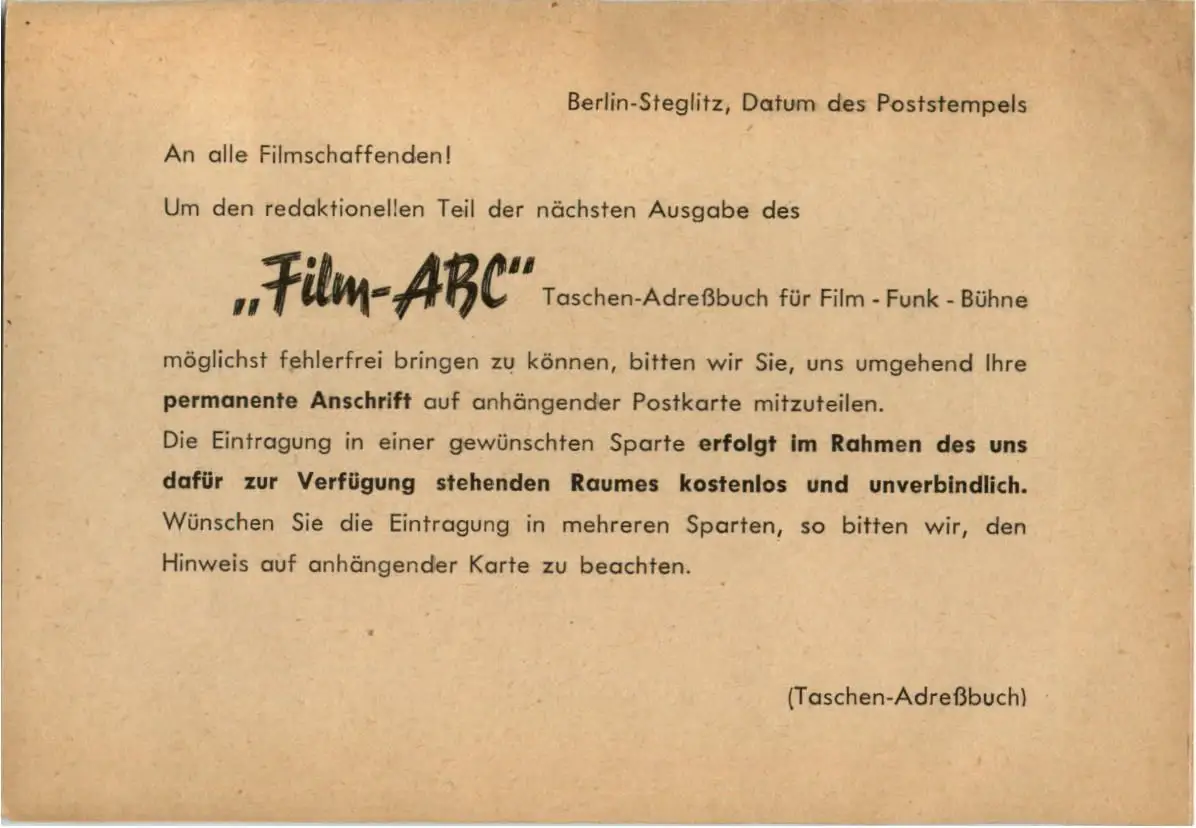 Berlin-Steglitz, Datum des Poststempels
An alle Filmschaffenden!
Um den redaktionellen Teil der nächsten Ausgabe des
„Film-ABC“ Taschen-Adreßbuch für Film - Funk - Bühne
möglichst fehlerfrei bringen zu können, bitten wir Sie, uns umgehend Ihre
permanente Anschrift auf anhängender Postkarte mitzuteilen.
Die Eintragung in einer gewünschten Sparte erfolgt im Rahmen des uns
dafür zur Verfügung stehenden Raumes kostenlos und unverbindlich.
Wünschen Sie die Eintragung in mehreren Sparten, so bitten wir, den
Hinweis auf anhängender Karte zu beachten.
(Taschen-Adreßbuch)